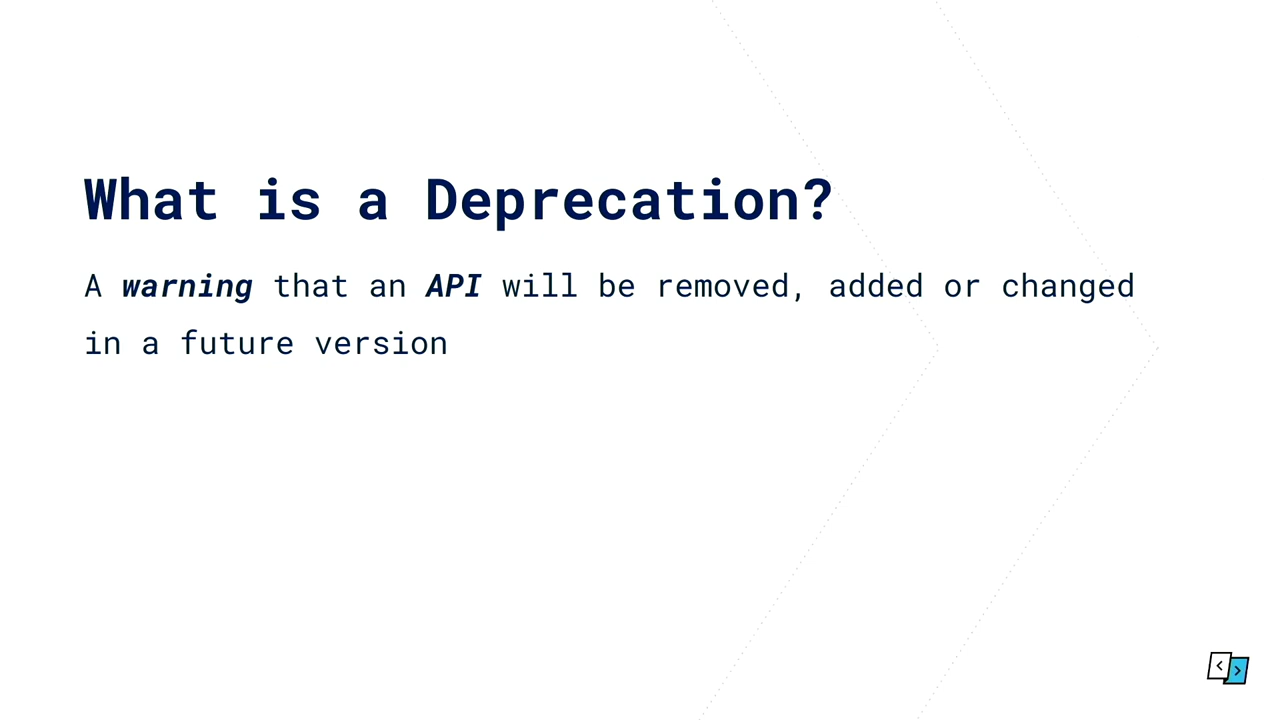 What is a Deprecation?
A warning that an API will be removed, added or changed
in a future version